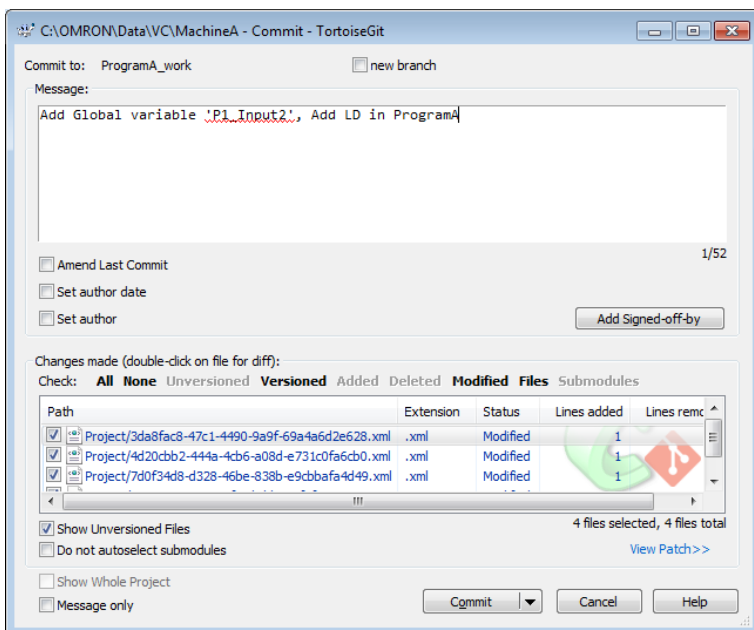 C:\OMRON\Data\VC\MachineA - Commit - TortoiseGit
Commit to: ProgramA_work new branch
Message:
Add Global variable 'P1_Input2', Add LD in ProgramA
1/52
Amend Last Commit
Set author date
Set author
Add Signed-off-by
Changes made (double-click on file for diff):
Check: All None Unversioned Versioned Added Deleted Modified Files Submodules
Path Extension Status Lines added Lines remo
Project/3da8fac8-47c1-4490-9a9f-69a4a6d2e628.xml .xml Modified 1
Project/4d20cbb2-444a-4cb6-a08d-e731c0fa6cb0.xml .xml Modified 1
Project/7d0f34d8-d328-46be-838b-e9cbbafa4d49.xml .xml Modified 1
Show Unversioned Files
4 files selected, 4 files total
Do not autoselect submodules
View Patch>>
Show Whole Project
Message only
Commit Cancel Help